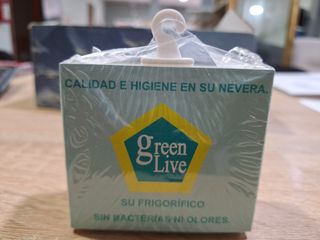 CALIDAD E HIGIENE EN SU NEVERA.
green
Live
SU FRIGORÍFICO
SIN BACTERIAS NI OLORES.